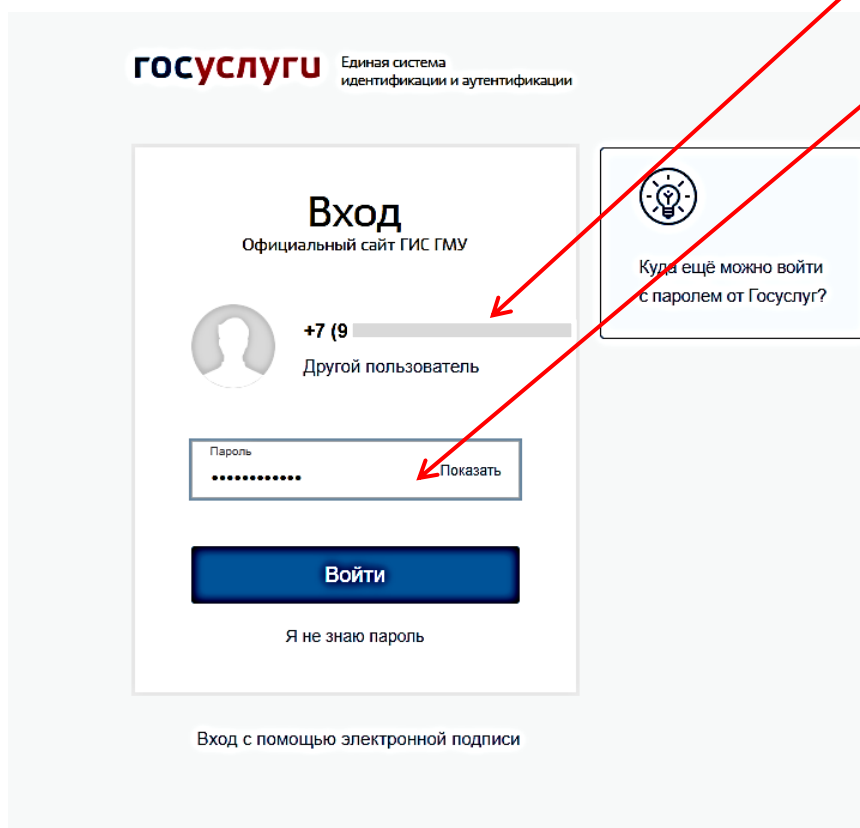 госуслуги
Единая система
идентификации и аутентификации
Вход
Официальный сайт ГИС ГМУ
+7 (9
Другой пользователь
Пароль
•••••••••••• Показать
Войти
Я не знаю пароль
Вход с помощью электронной подписи
Куда ещё можно войти
с паролем от Госуслуг?